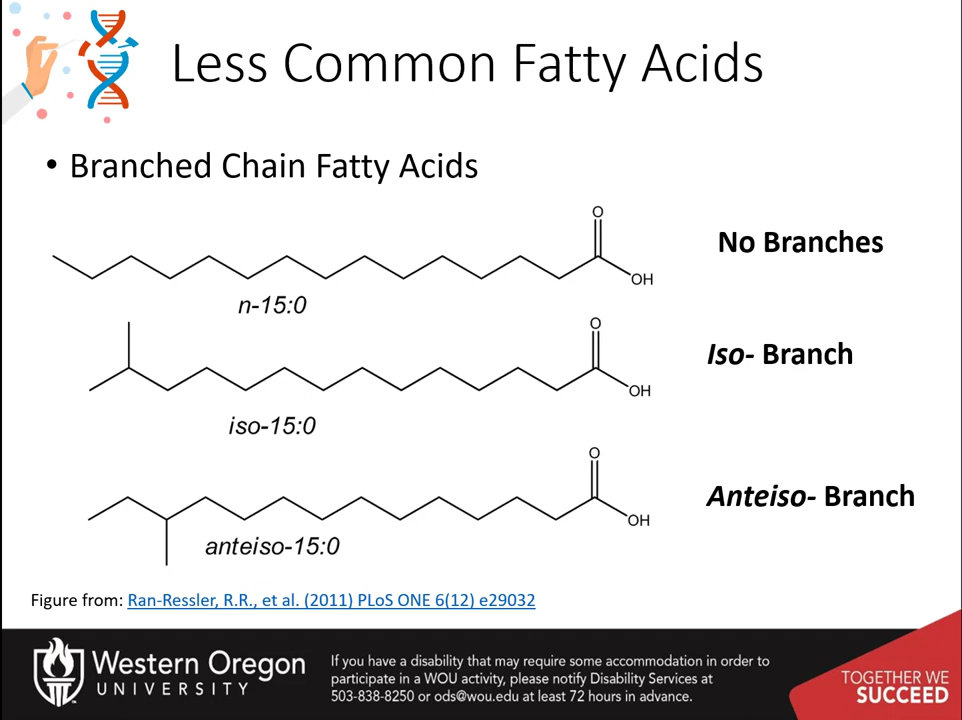 Less Common Fatty Acids
• Branched Chain Fatty Acids
O
OH
n-15:0
No Branches
O
OH
iso-15:0
Iso- Branch
O
OH
anteiso-15:0
Anteiso- Branch
Figure from: Ran-Ressler, R.R., et al. (2011) PLoS ONE 6(12) e29032
Western Oregon
UNIVERSITY
If you have a disability that may require some accommodation in order to
participate in a WOU activity, please notify Disability Services at
503-838-8250 or ods@wou.edu at least 72 hours in advance.
TOGETHER WE
SUCCEED